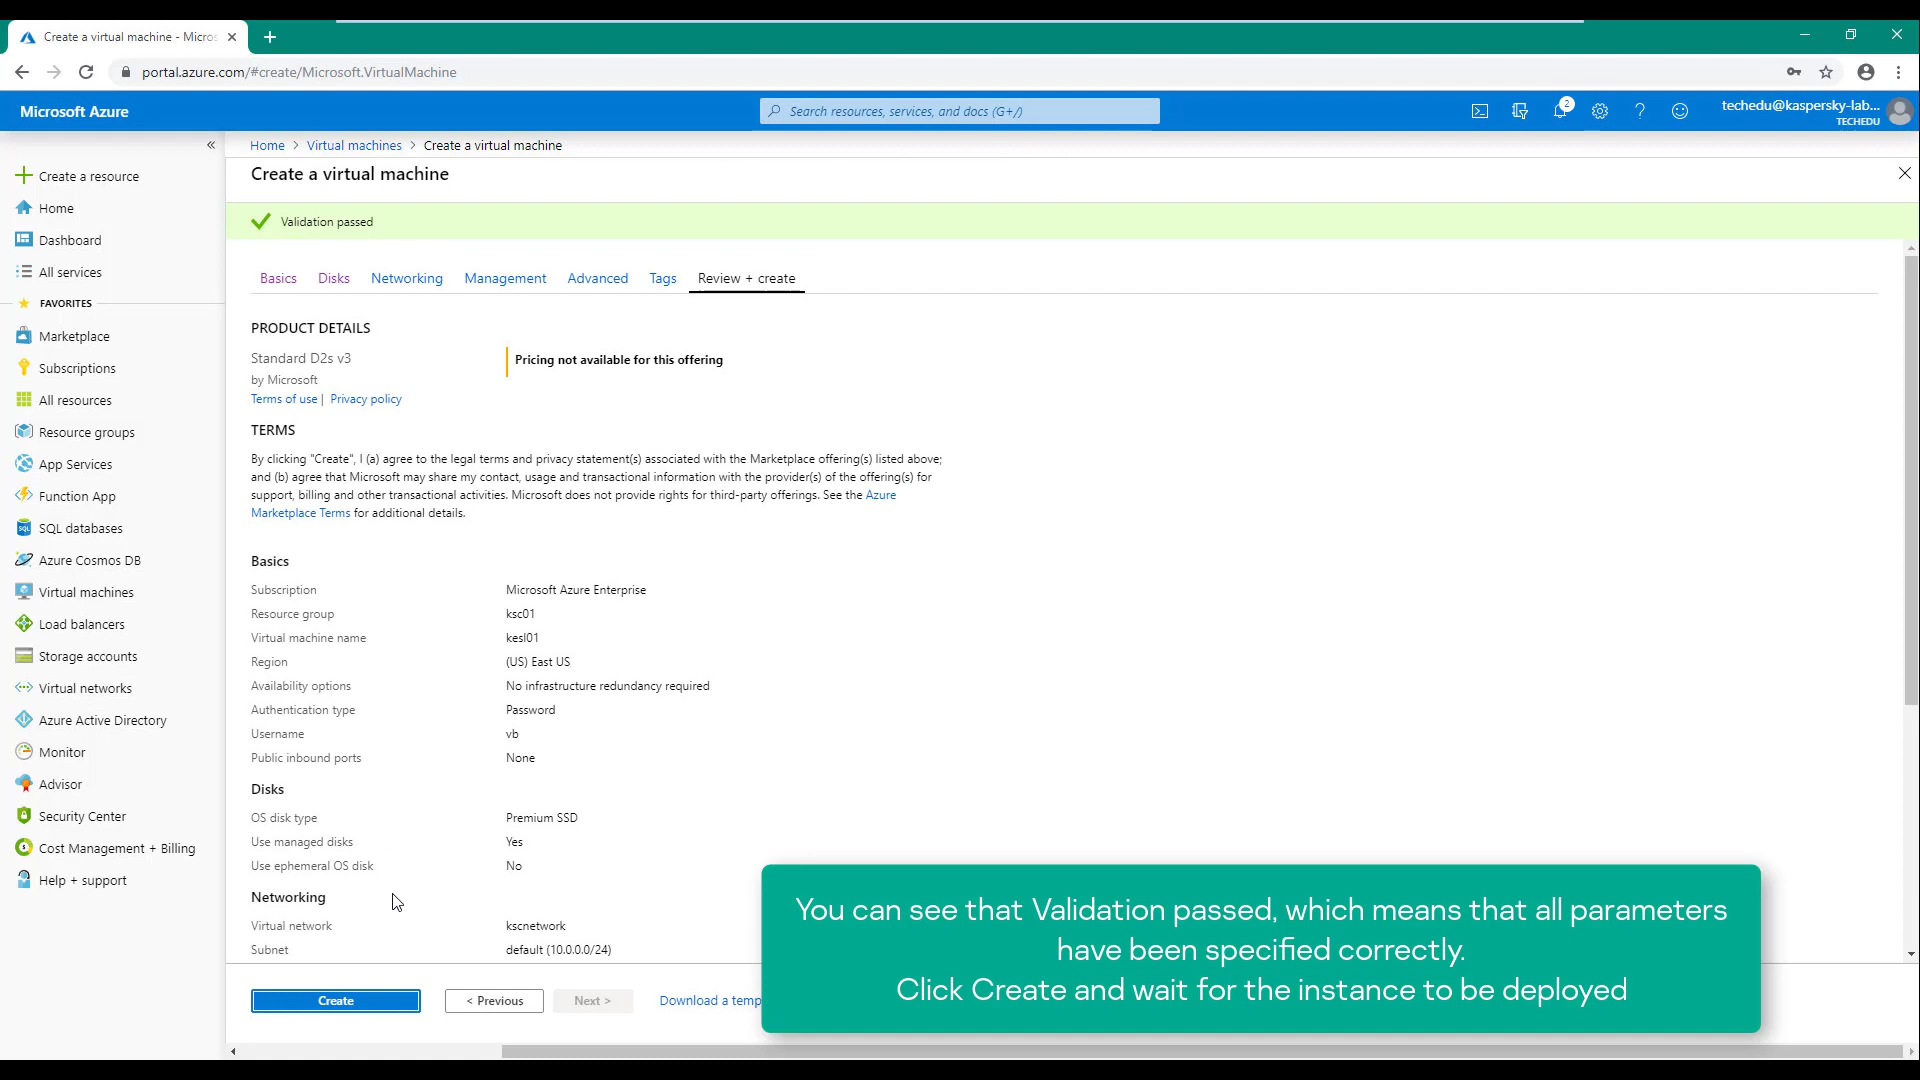 Create a virtual machine - Micros
portal.azure.com/#create/Microsoft.VirtualMachine
Microsoft Azure
Search resources, services, and docs (G+/)
2
techedu@kaspersky-lab...
TECHEDU
Home > Virtual machines > Create a virtual machine
Create a virtual machine
Validation passed
Create a resource
Home
Dashboard
All services
FAVORITES
Marketplace
Subscriptions
All resources
Resource groups
App Services
Function App
SQL databases
Azure Cosmos DB
Virtual machines
Load balancers
Storage accounts
Virtual networks
Azure Active Directory
Monitor
Advisor
Security Center
Cost Management + Billing
Help + support
Basics Disks Networking Management Advanced Tags Review + create
PRODUCT DETAILS
Standard D2s v3
by Microsoft
Terms of use | Privacy policy
Pricing not available for this offering
TERMS
By clicking "Create", I (a) agree to the legal terms and privacy statement(s) associated with the Marketplace offering(s) listed above;
and (b) agree that Microsoft may share my contact, usage and transactional information with the provider(s) of the offering(s) for
support, billing and other transactional activities. Microsoft does not provide rights for third-party offerings. See the Azure
Marketplace Terms for additional details.
Basics
Subscription Microsoft Azure Enterprise
Resource group ksc01
Virtual machine name kesl01
Region (US) East US
Availability options No infrastructure redundancy required
Authentication type Password
Username vb
Public inbound ports None
Disks
OS disk type Premium SSD
Use managed disks Yes
Use ephemeral OS disk No
Networking
Virtual network kscnetwork
Subnet default (10.0.0.0/24)
Create < Previous Next > Download a temp
You can see that Validation passed, which means that all parameters
have been specified correctly.
Click Create and wait for the instance to be deployed